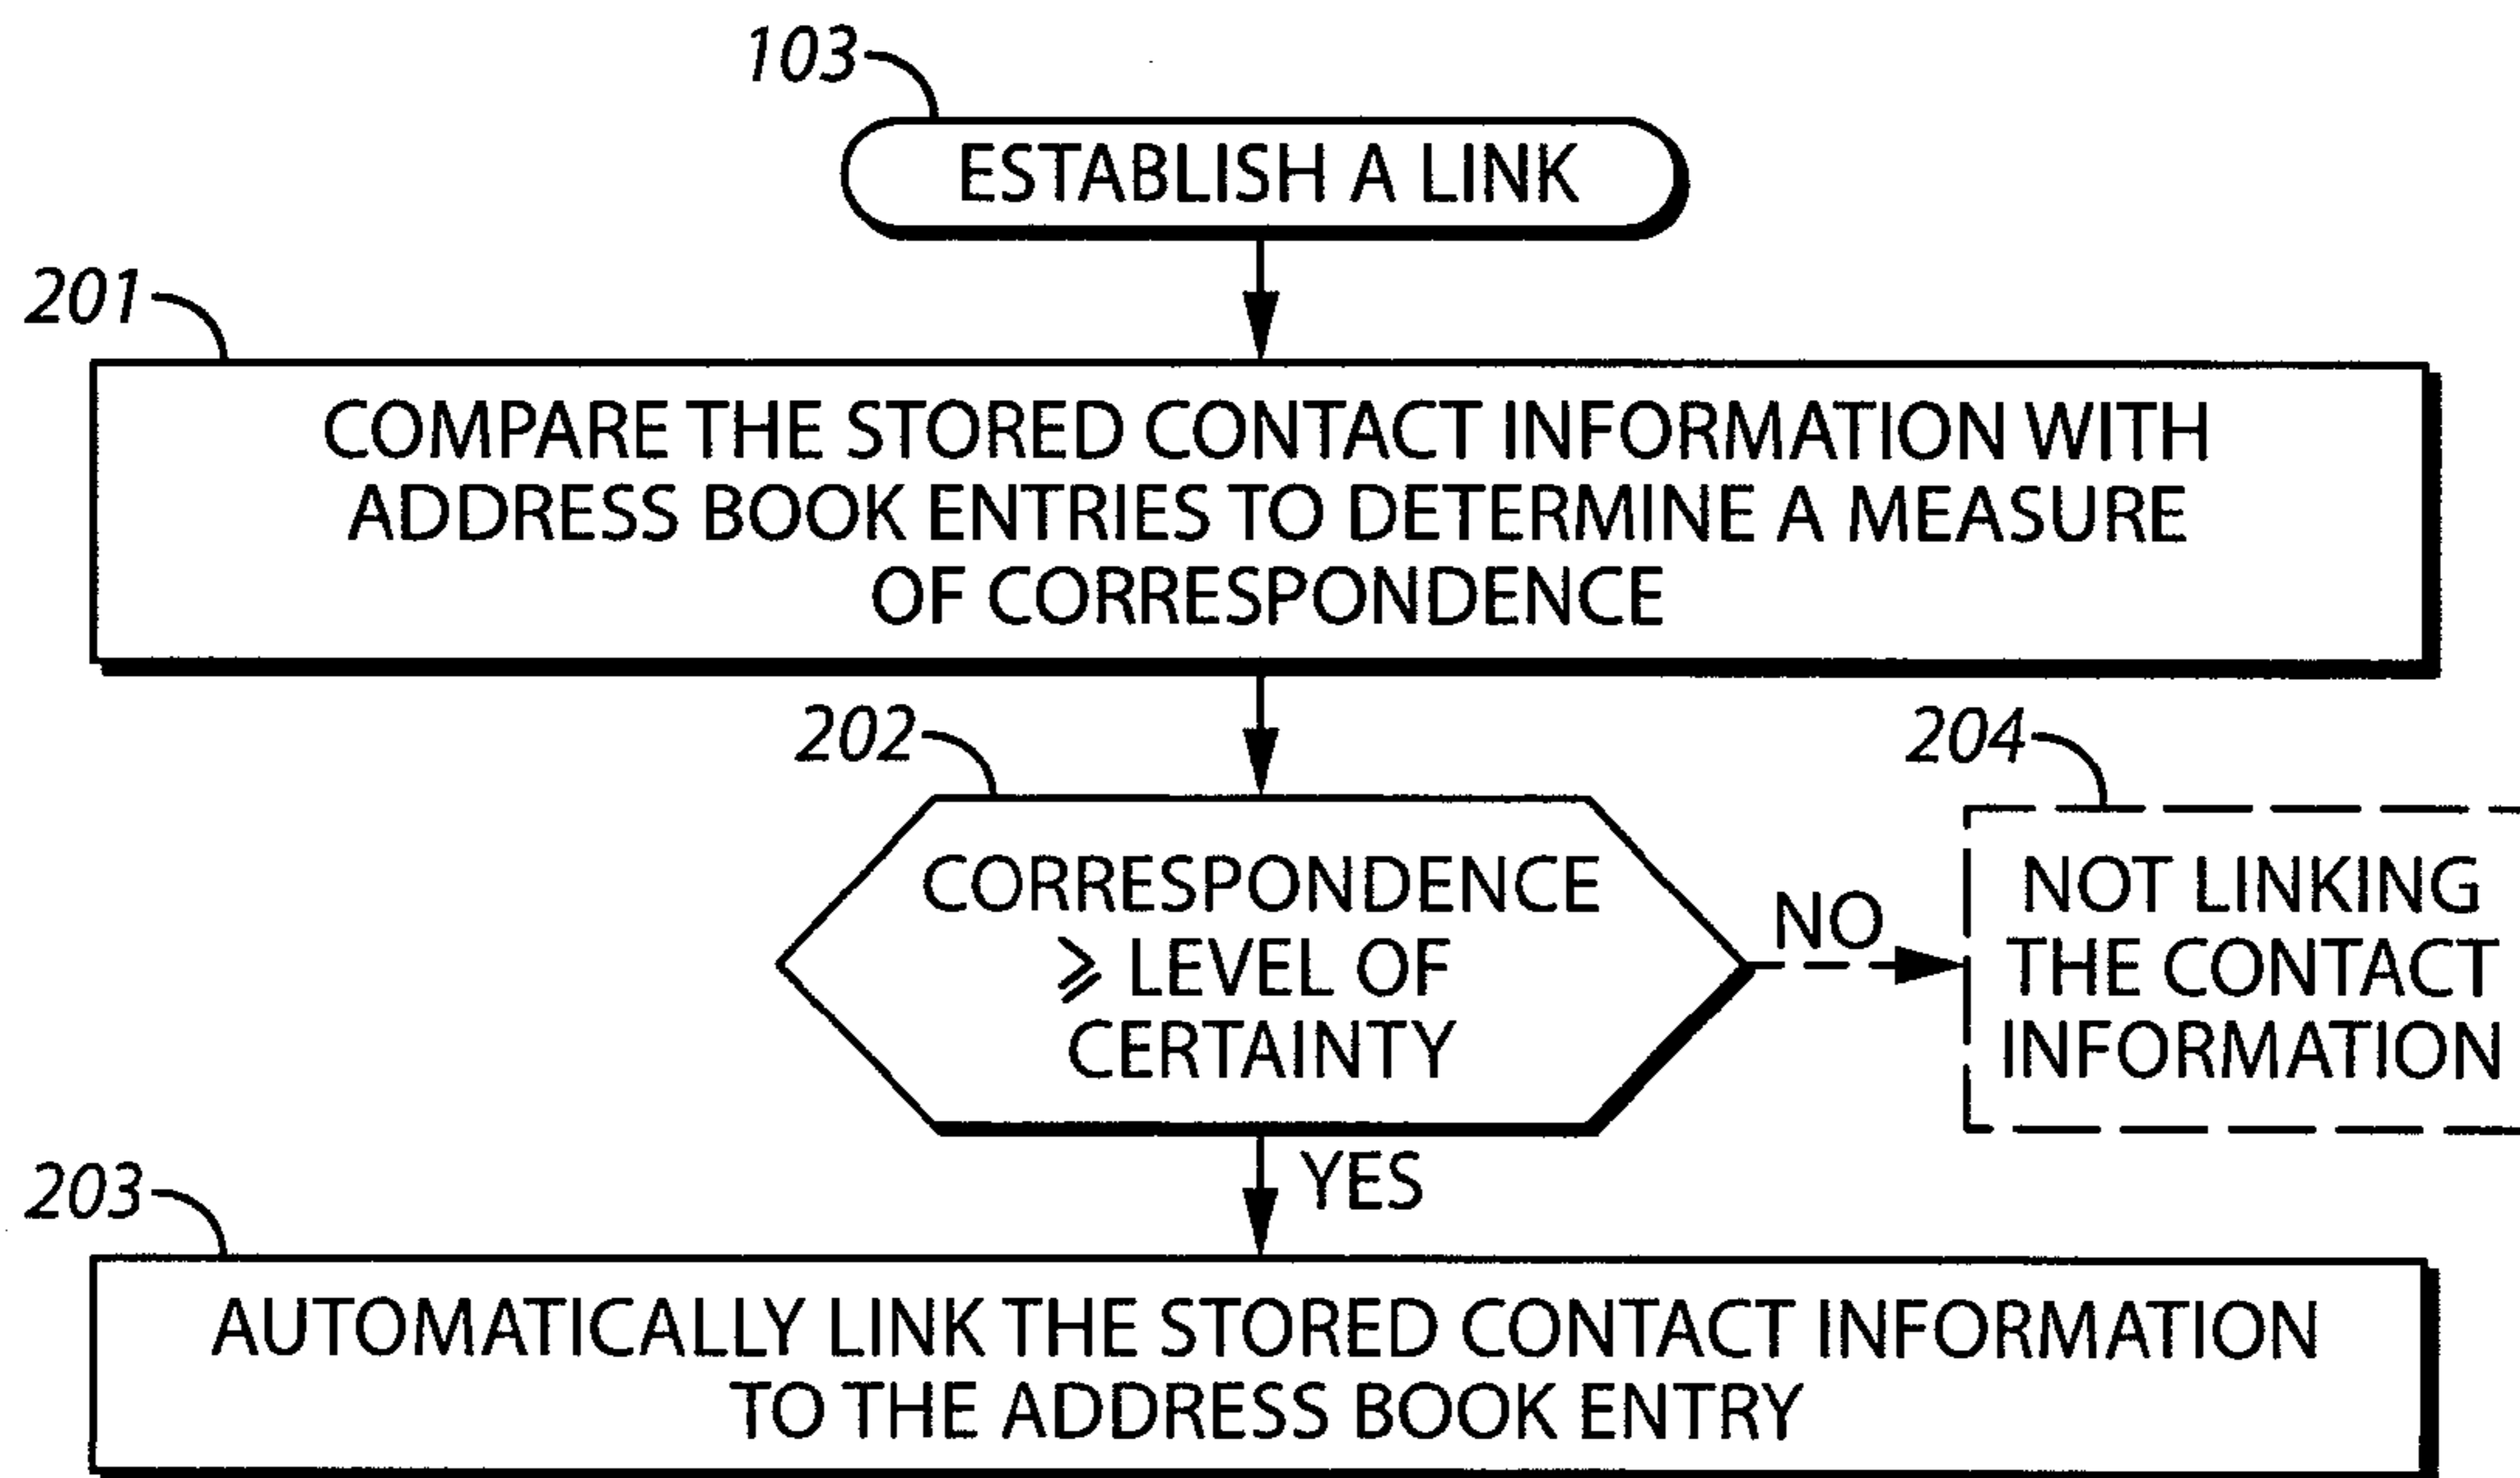 103
ESTABLISH A LINK
201
COMPARE THE STORED CONTACT INFORMATION WITH
ADDRESS BOOK ENTRIES TO DETERMINE A MEASURE
OF CORRESPONDENCE
202
CORRESPONDENCE
⩾ LEVEL OF
CERTAINTY
NO
204
NOT LINKING
THE CONTACT
INFORMATION
YES
203
AUTOMATICALLY LINK THE STORED CONTACT INFORMATION
TO THE ADDRESS BOOK ENTRY